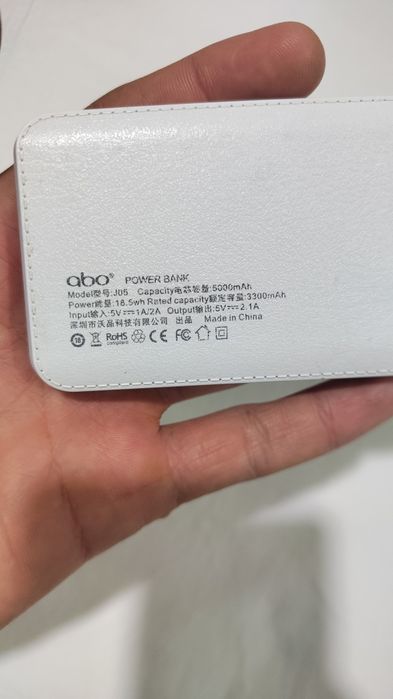 qbo® POWER BANK
Model型号:J05 Capacity电芯容量:5000mAh
Power能量:18.5wh Rated capacity额定容量:3300mAh
Input输入:5V⎓1A/2A Output输出:5V⎓2.1A
深圳市沃品科技有限公司 出品 Made in China
18 RoHS compliant CE FC